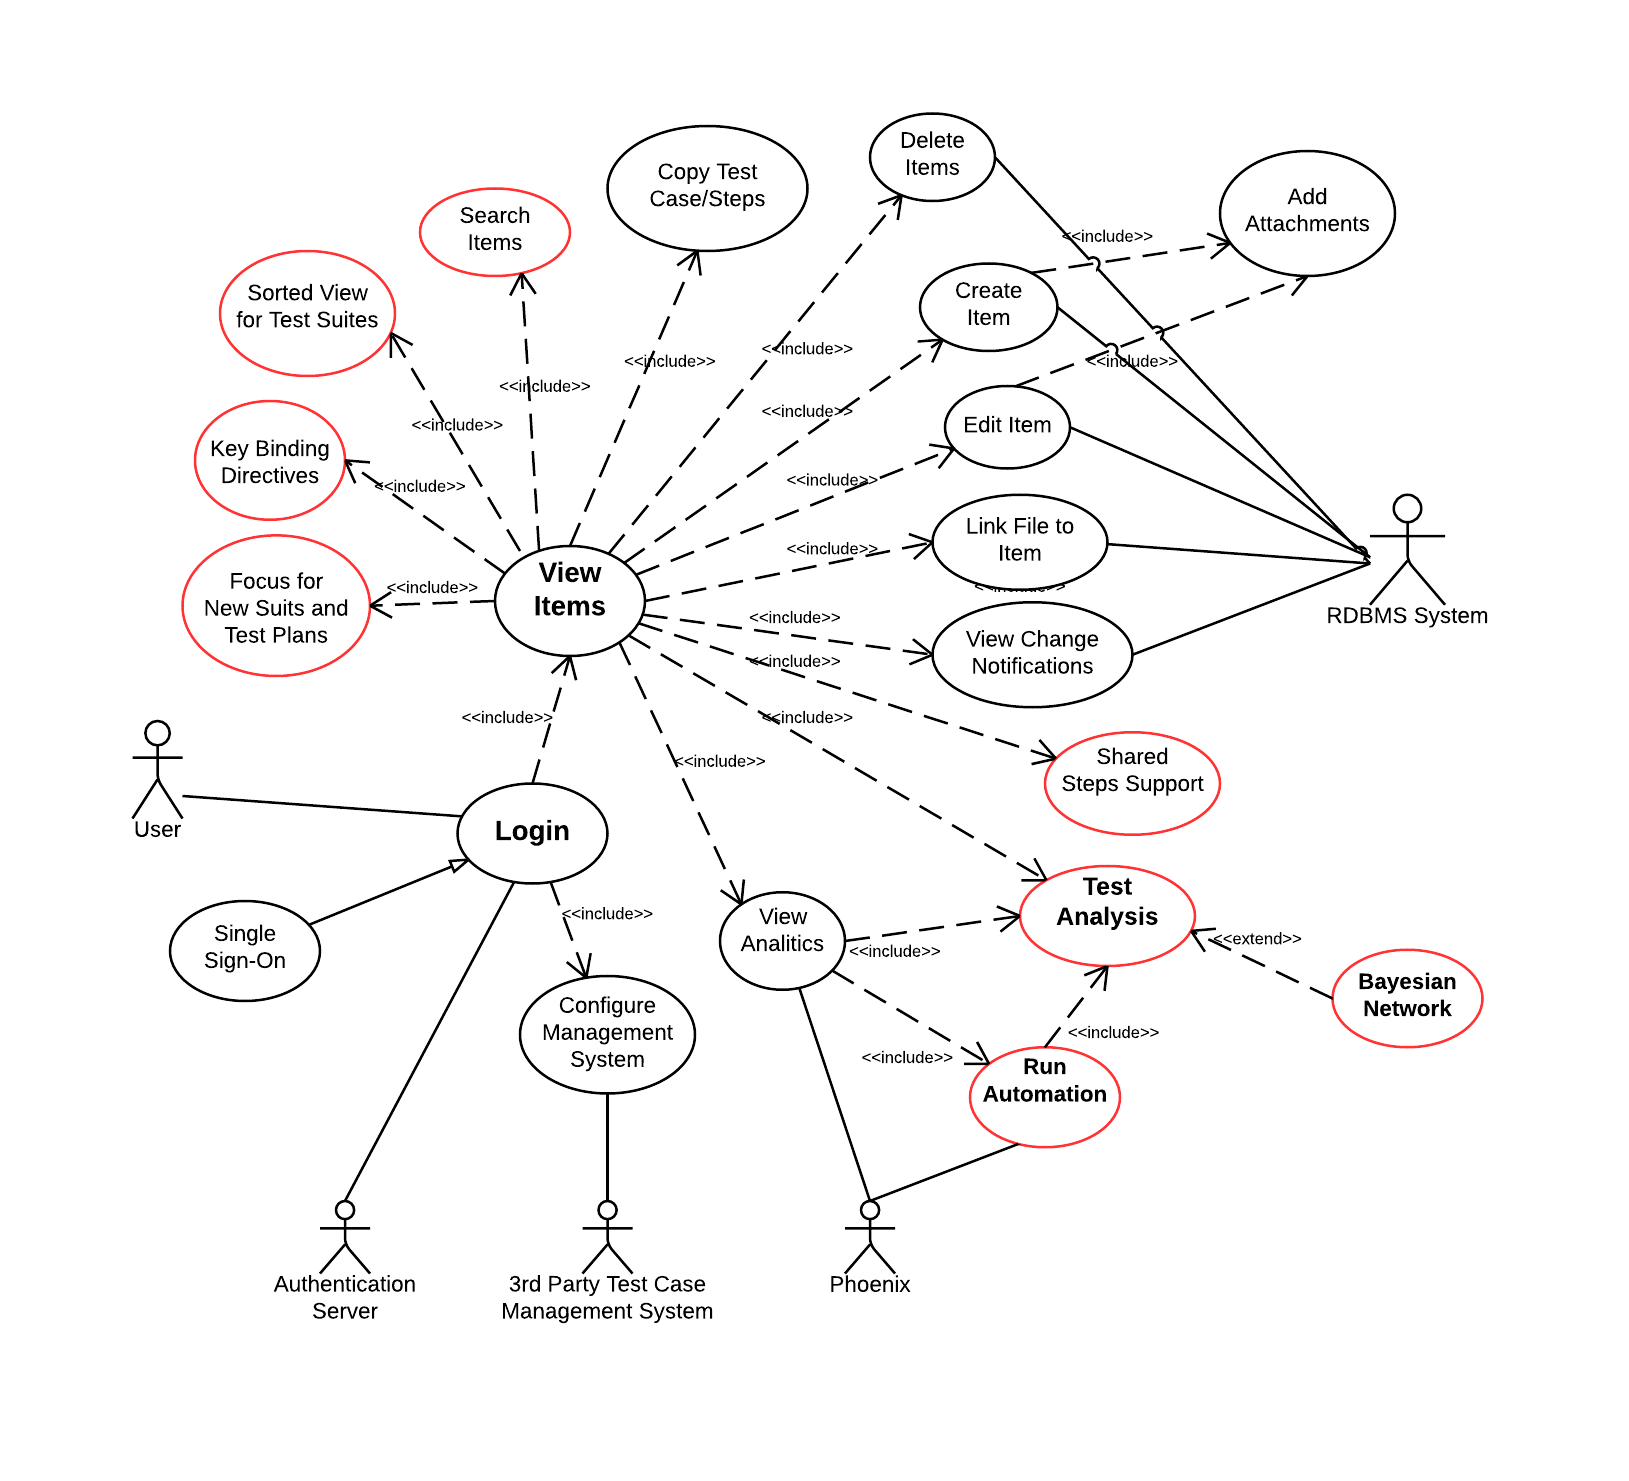 Delete
Items
Copy Test
Case/Steps
Add
Attachments
Search
Items
<<include>>
Sorted View
for Test Suites
Create
Item
<<include>>
<<include>>
<<include>>
<<include>>
<<include>>
<<include>>
Edit Item
Key Binding
Directives
<<include>>
<<include>>
<<include>>
Link File to
Item
<<include>>
View
Items
Focus for
New Suits and
Test Plans
<<include>>
<<include>>
RDBMS System
<<include>>
View Change
Notifications
<<include>>
<<include>>
<<include>>
<<include>>
Shared
Steps Support
User
Login
Test
Analysis
<<include>>
View
Analitics
<<include>>
<<extend>>
Single
Sign-On
Configure
Management
System
Bayesian
Network
<<include>>
<<include>>
Run
Automation
Authentication
Server
3rd Party Test Case
Management System
Phoenix